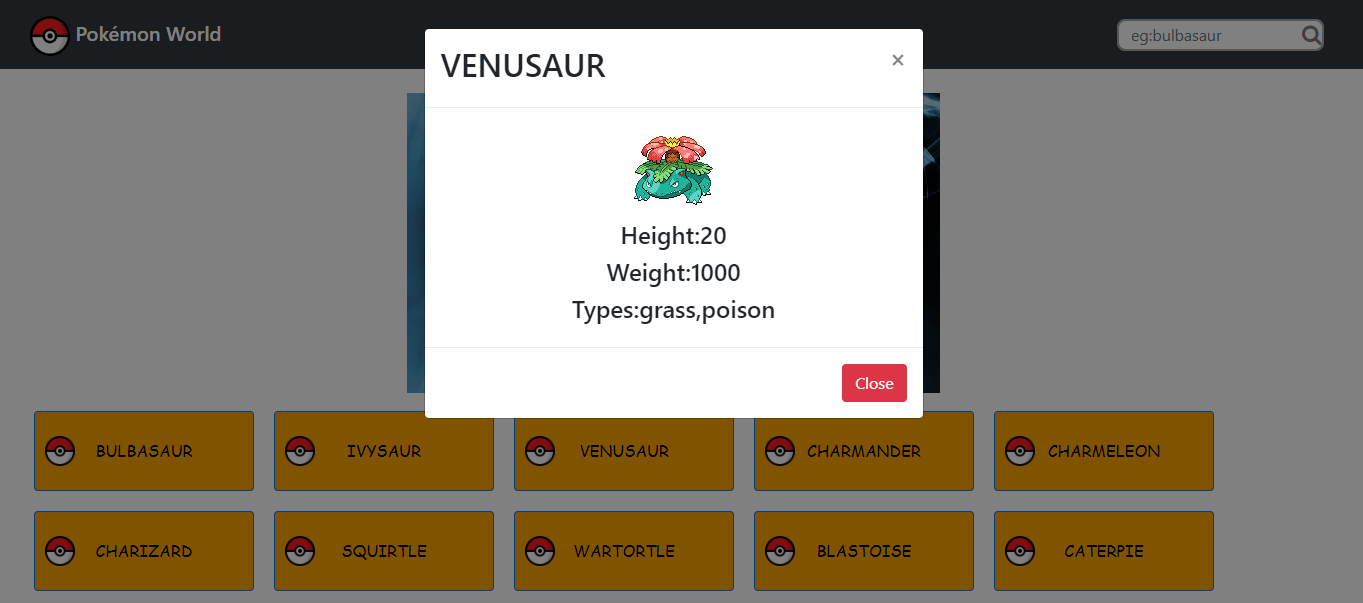 Pokémon World
eg:bulbasaur
VENUSAUR
×
Height:20
Weight:1000
Types:grass,poison
Close
BULBASAUR
IVYSAUR
VENUSAUR
CHARMANDER
CHARMELEON
CHARIZARD
SQUIRTLE
WARTORTLE
BLASTOISE
CATERPIE